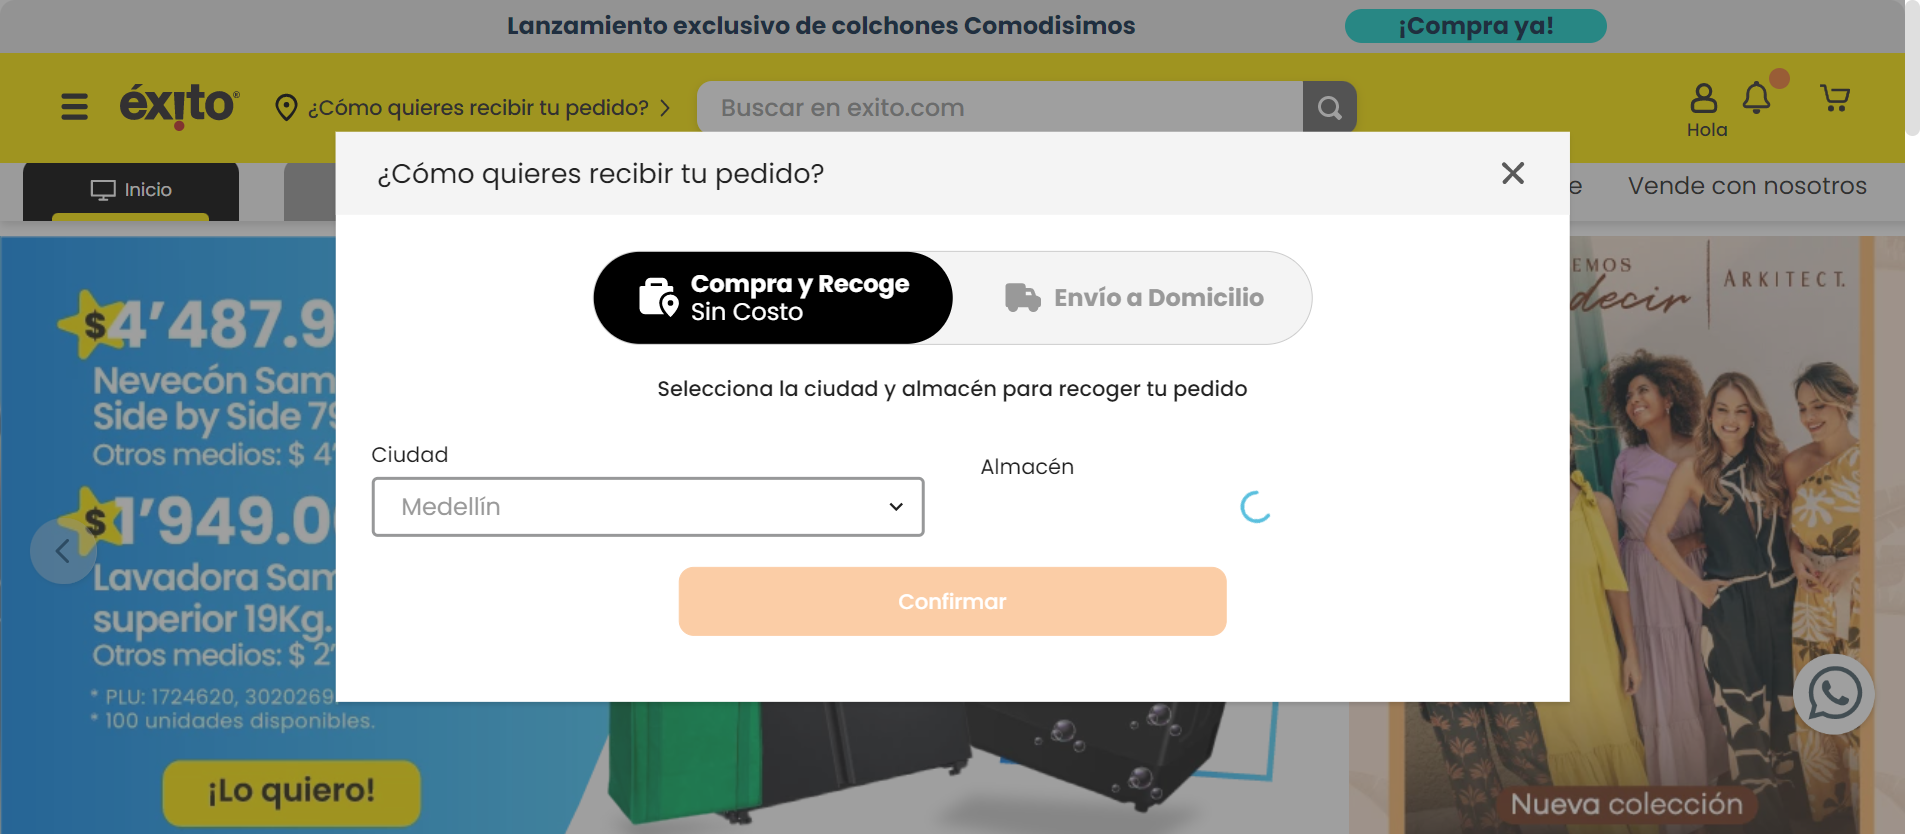 Lanzamiento exclusivo de colchones Comodisimos
¡Compra ya!
éxito®
¿Cómo quieres recibir tu pedido?
Buscar en exito.com
Hola
Inicio
Vende con nosotros
¿Cómo quieres recibir tu pedido?
Compra y Recoge
Sin Costo
Envío a Domicilio
Selecciona la ciudad y almacén para recoger tu pedido
Ciudad
Almacén
Medellín
Confirmar
$4'487.9
Nevecón Sam
Side by Side 79
Otros medios: $ 4'
$1'949.0
Lavadora Sam
superior 19Kg.
Otros medios: $ 2'
* PLU: 1724620, 3020269
* 100 unidades disponibles.
¡Lo quiero!
EMOS
decir
ARKITECT.
Nueva colección